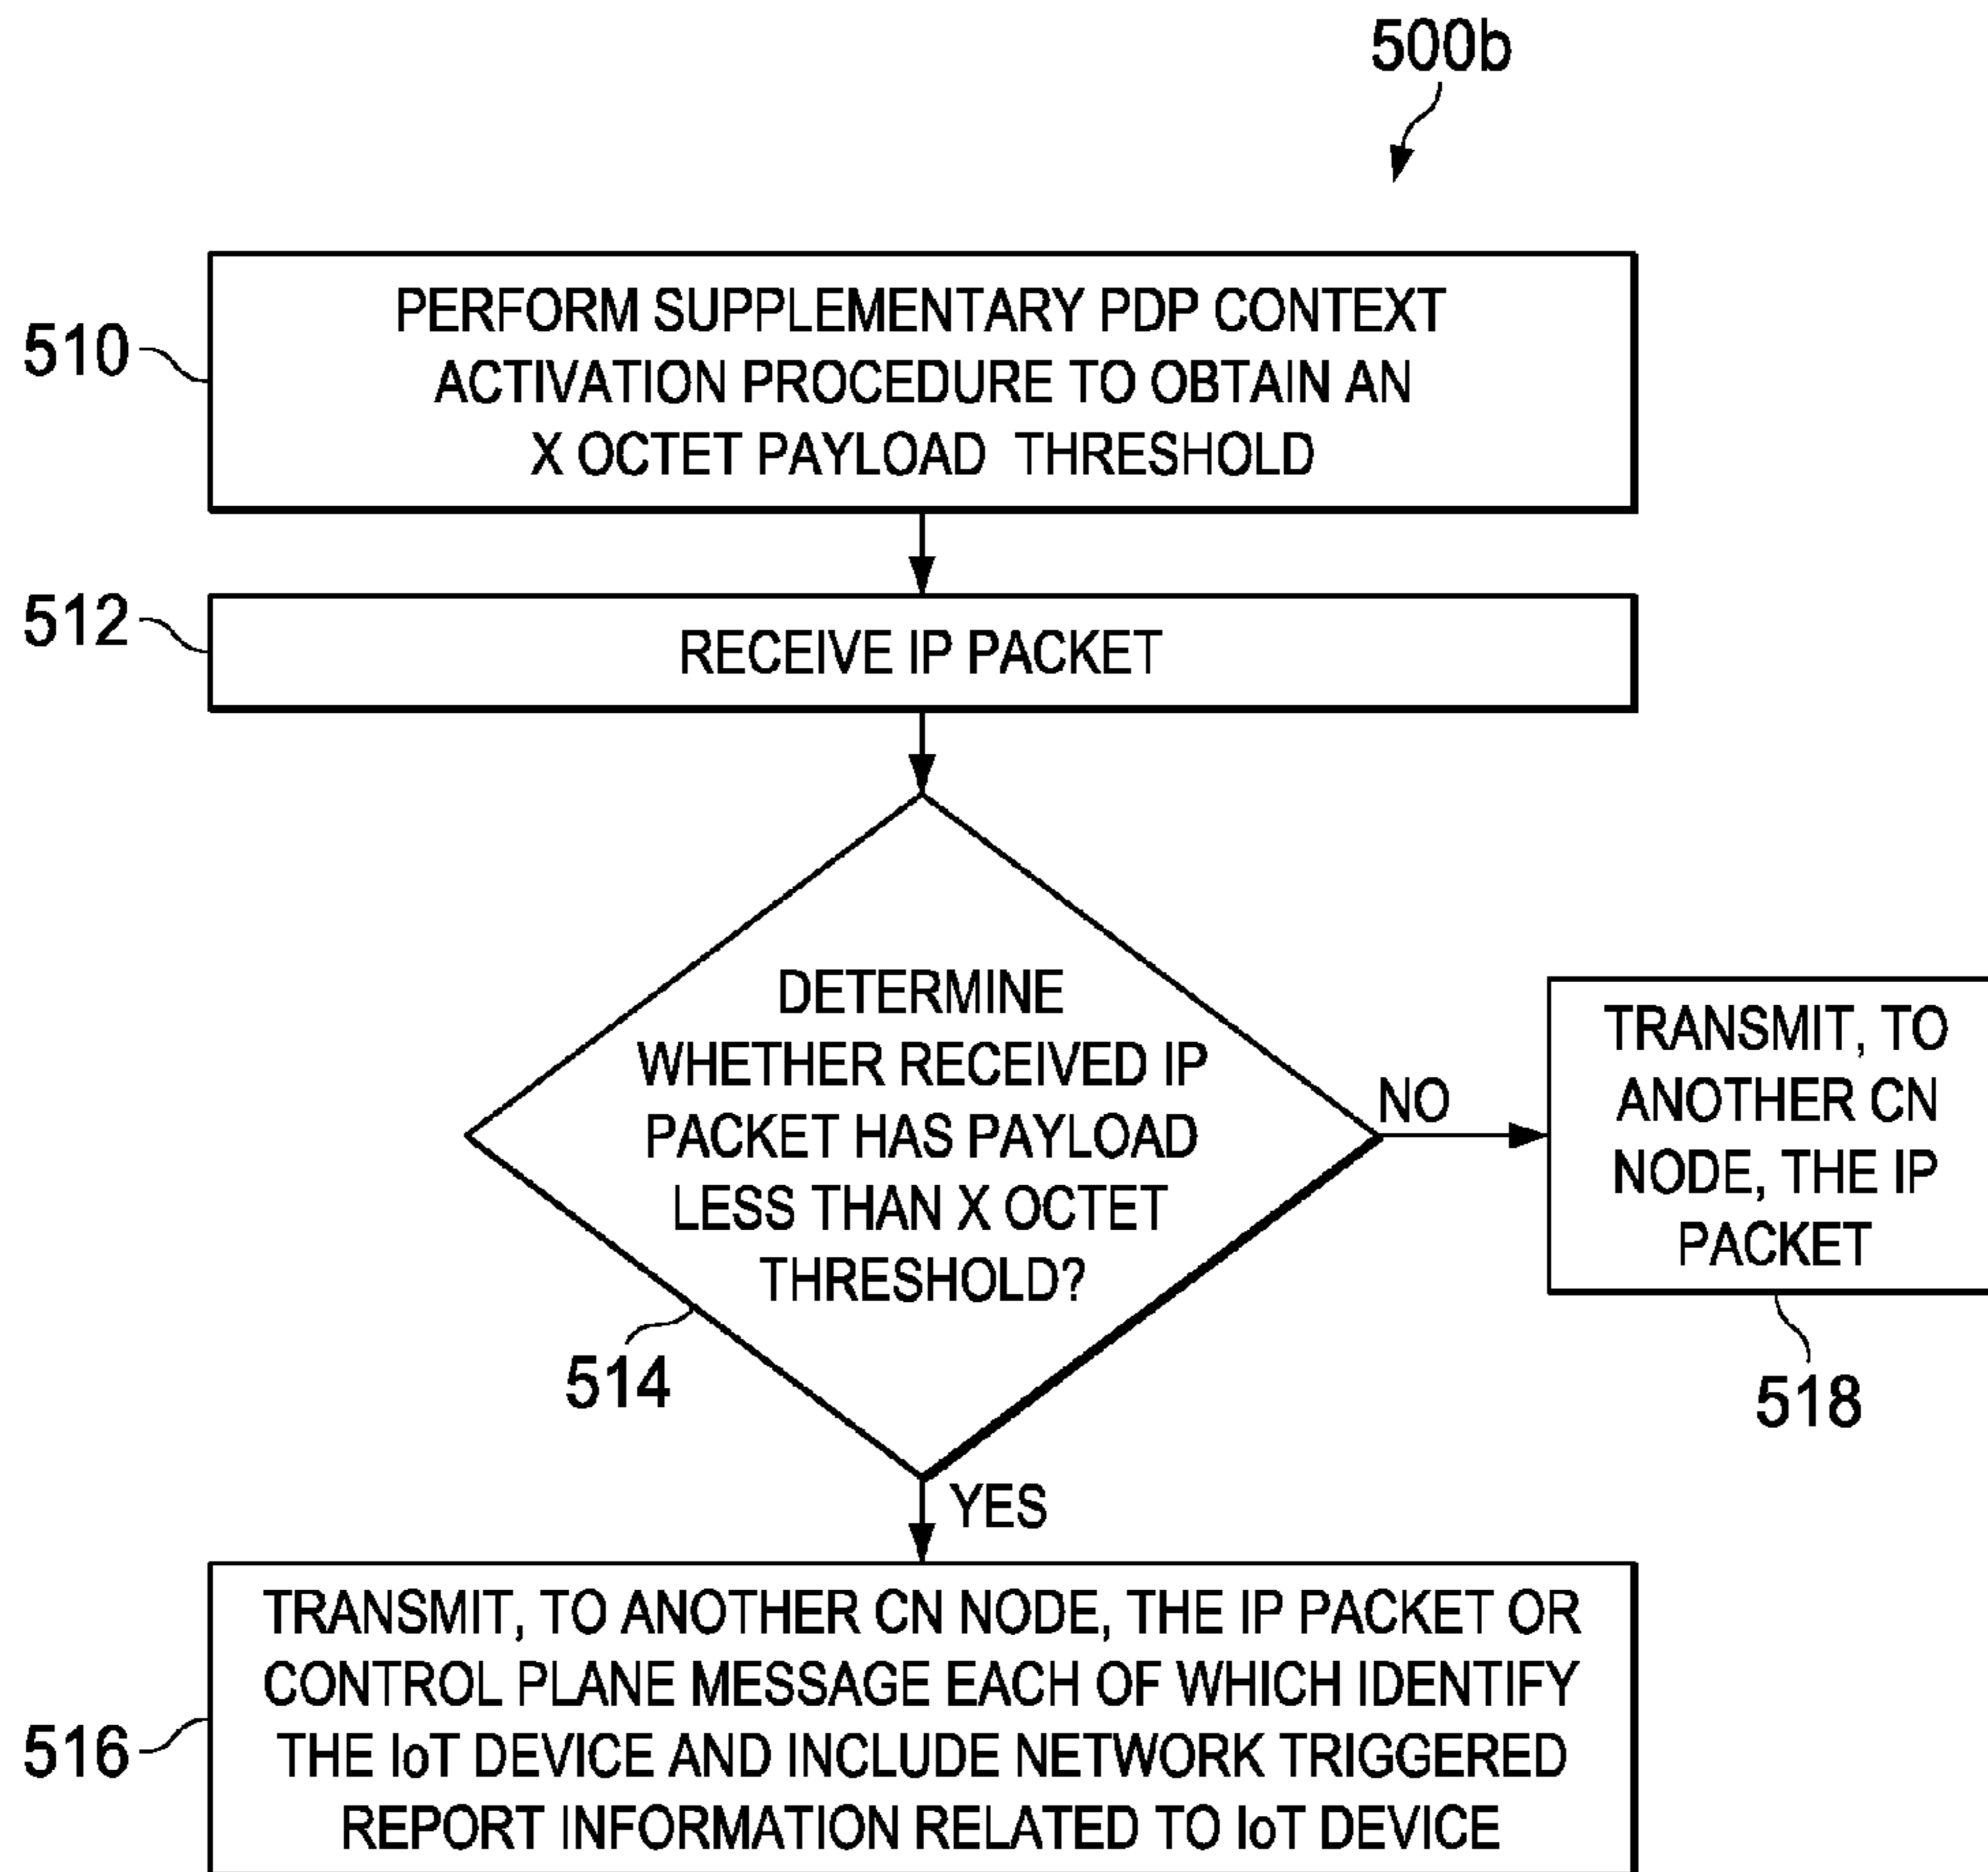 500b
510
PERFORM SUPPLEMENTARY PDP CONTEXT
ACTIVATION PROCEDURE TO OBTAIN AN
X OCTET PAYLOAD THRESHOLD
512
RECEIVE IP PACKET
DETERMINE
WHETHER RECEIVED IP
PACKET HAS PAYLOAD
LESS THAN X OCTET
THRESHOLD?
514
NO
TRANSMIT, TO
ANOTHER CN
NODE, THE IP
PACKET
518
YES
516
TRANSMIT, TO ANOTHER CN NODE, THE IP PACKET OR
CONTROL PLANE MESSAGE EACH OF WHICH IDENTIFY
THE IoT DEVICE AND INCLUDE NETWORK TRIGGERED
REPORT INFORMATION RELATED TO IoT DEVICE